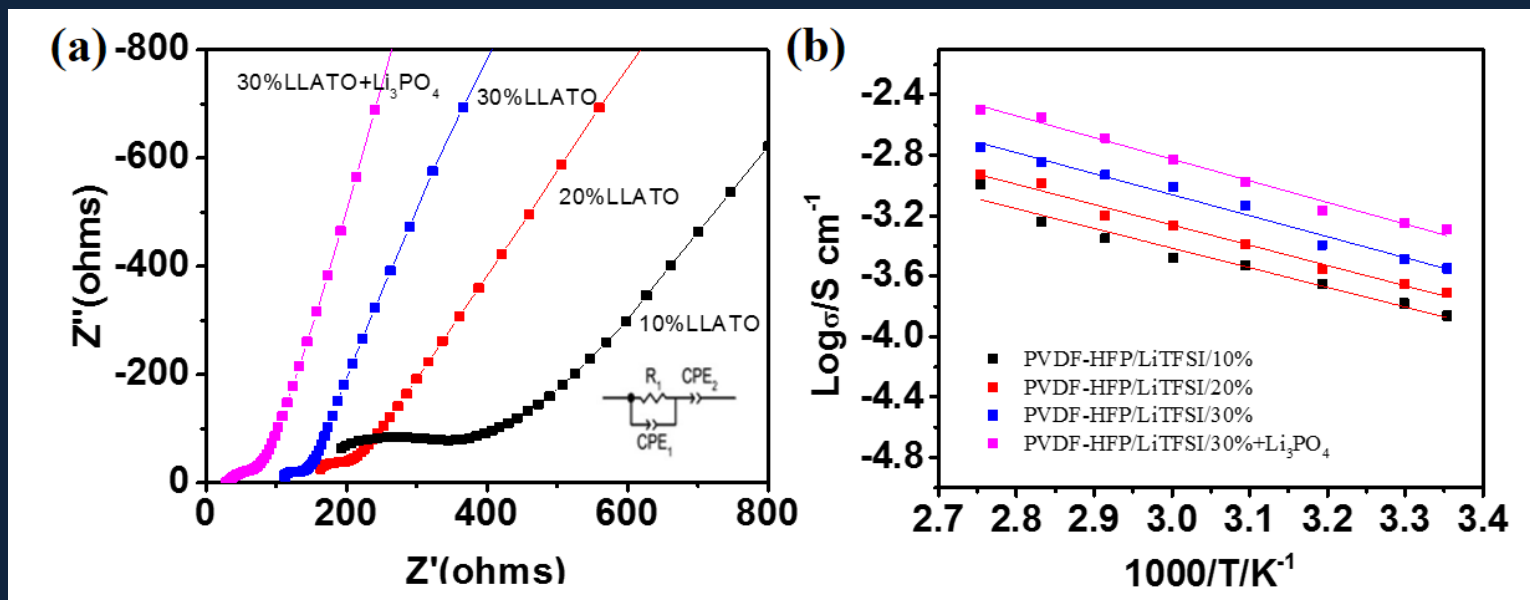 (a)
-800
-600
-400
-200
0
Z''(ohms)
0 200 400 600 800
Z'(ohms)
30%LLATO+Li₃PO₄
30%LLATO
20%LLATO
10%LLATO
R₁
CPE₂
CPE₁
(b)
-2.4
-2.8
-3.2
-3.6
-4.0
-4.4
-4.8
Logσ/S cm⁻¹
PVDF-HFP/LiTFSI/10%
PVDF-HFP/LiTFSI/20%
PVDF-HFP/LiTFSI/30%
PVDF-HFP/LiTFSI/30%+Li₃PO₄
2.7 2.8 2.9 3.0 3.1 3.2 3.3 3.4
1000/T/K⁻¹